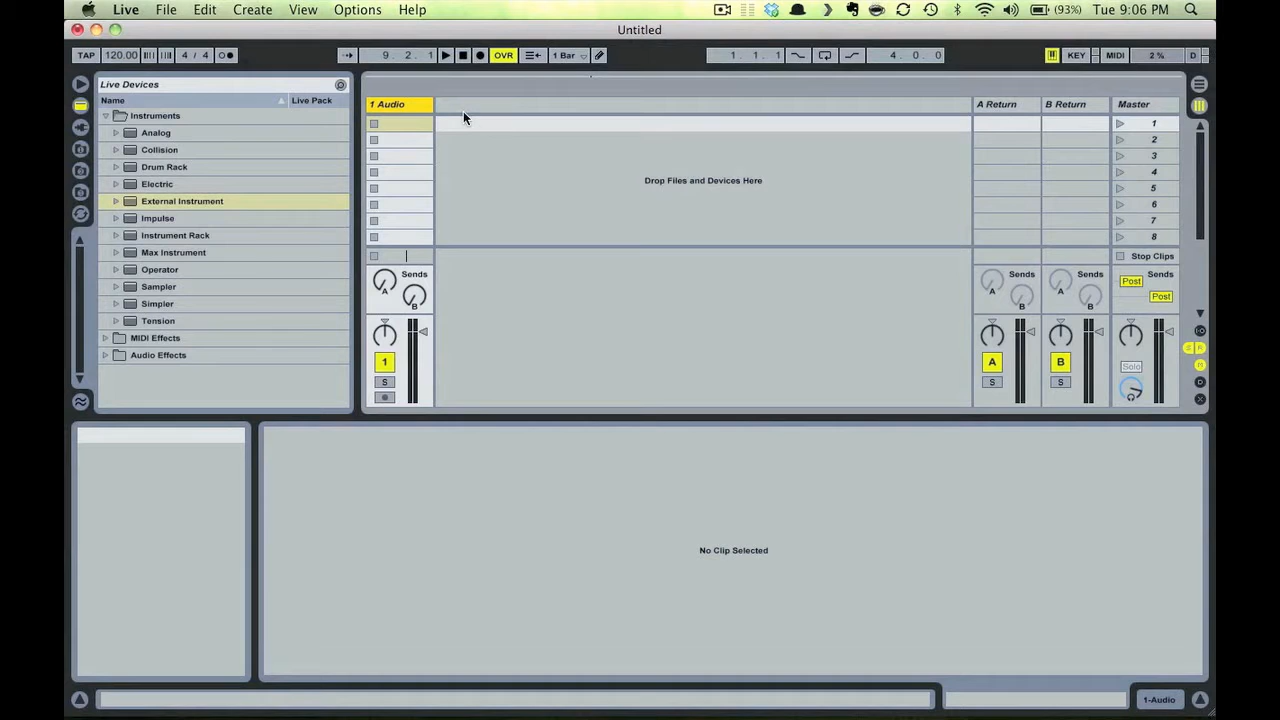 Live File Edit Create View Options Help (93%) Tue 9:06 PM
Untitled
TAP 120.00 4 / 4 9. 2. 1 OVR 1 Bar 1. 1. 1 4. 0. 0 KEY MIDI 2 % D
Live Devices
Name Live Pack
Instruments
Analog
Collision
Drum Rack
Electric
External Instrument
Impulse
Instrument Rack
Max Instrument
Operator
Sampler
Simpler
Tension
MIDI Effects
Audio Effects
1 Audio A Return B Return Master
1
2
3
4
5
6
7
8
Drop Files and Devices Here
Stop Clips
Sends Sends Sends Sends
A B A B A B Post Post
1 A B Solo
S S S
No Clip Selected
1-Audio